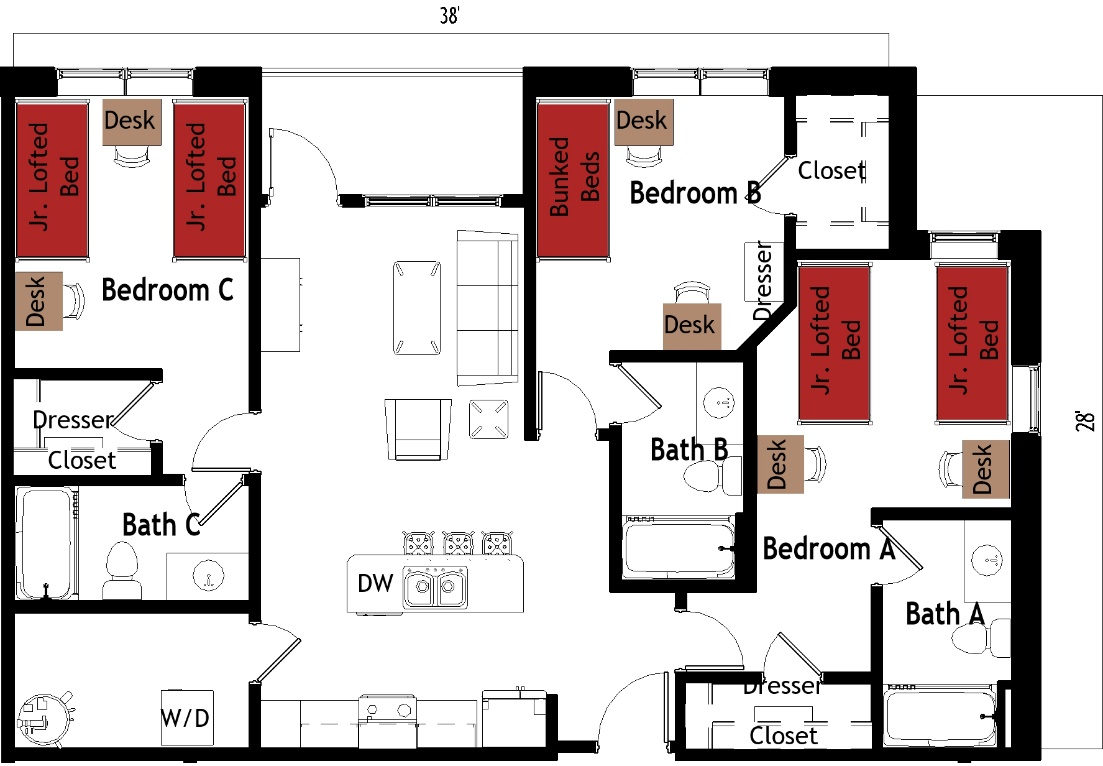 38'
Desk
Desk
Jr. Lofted
Bed
Jr. Lofted
Bed
Bunked
Beds
Closet
Bedroom B
Bedroom C
Desk
Dresser
Desk
Jr. Lofted
Bed
Jr. Lofted
Bed
28'
Dresser
Closet
Bath B
Desk
Desk
Bath C
Bedroom A
DW
Bath A
Dresser
W/D
Closet